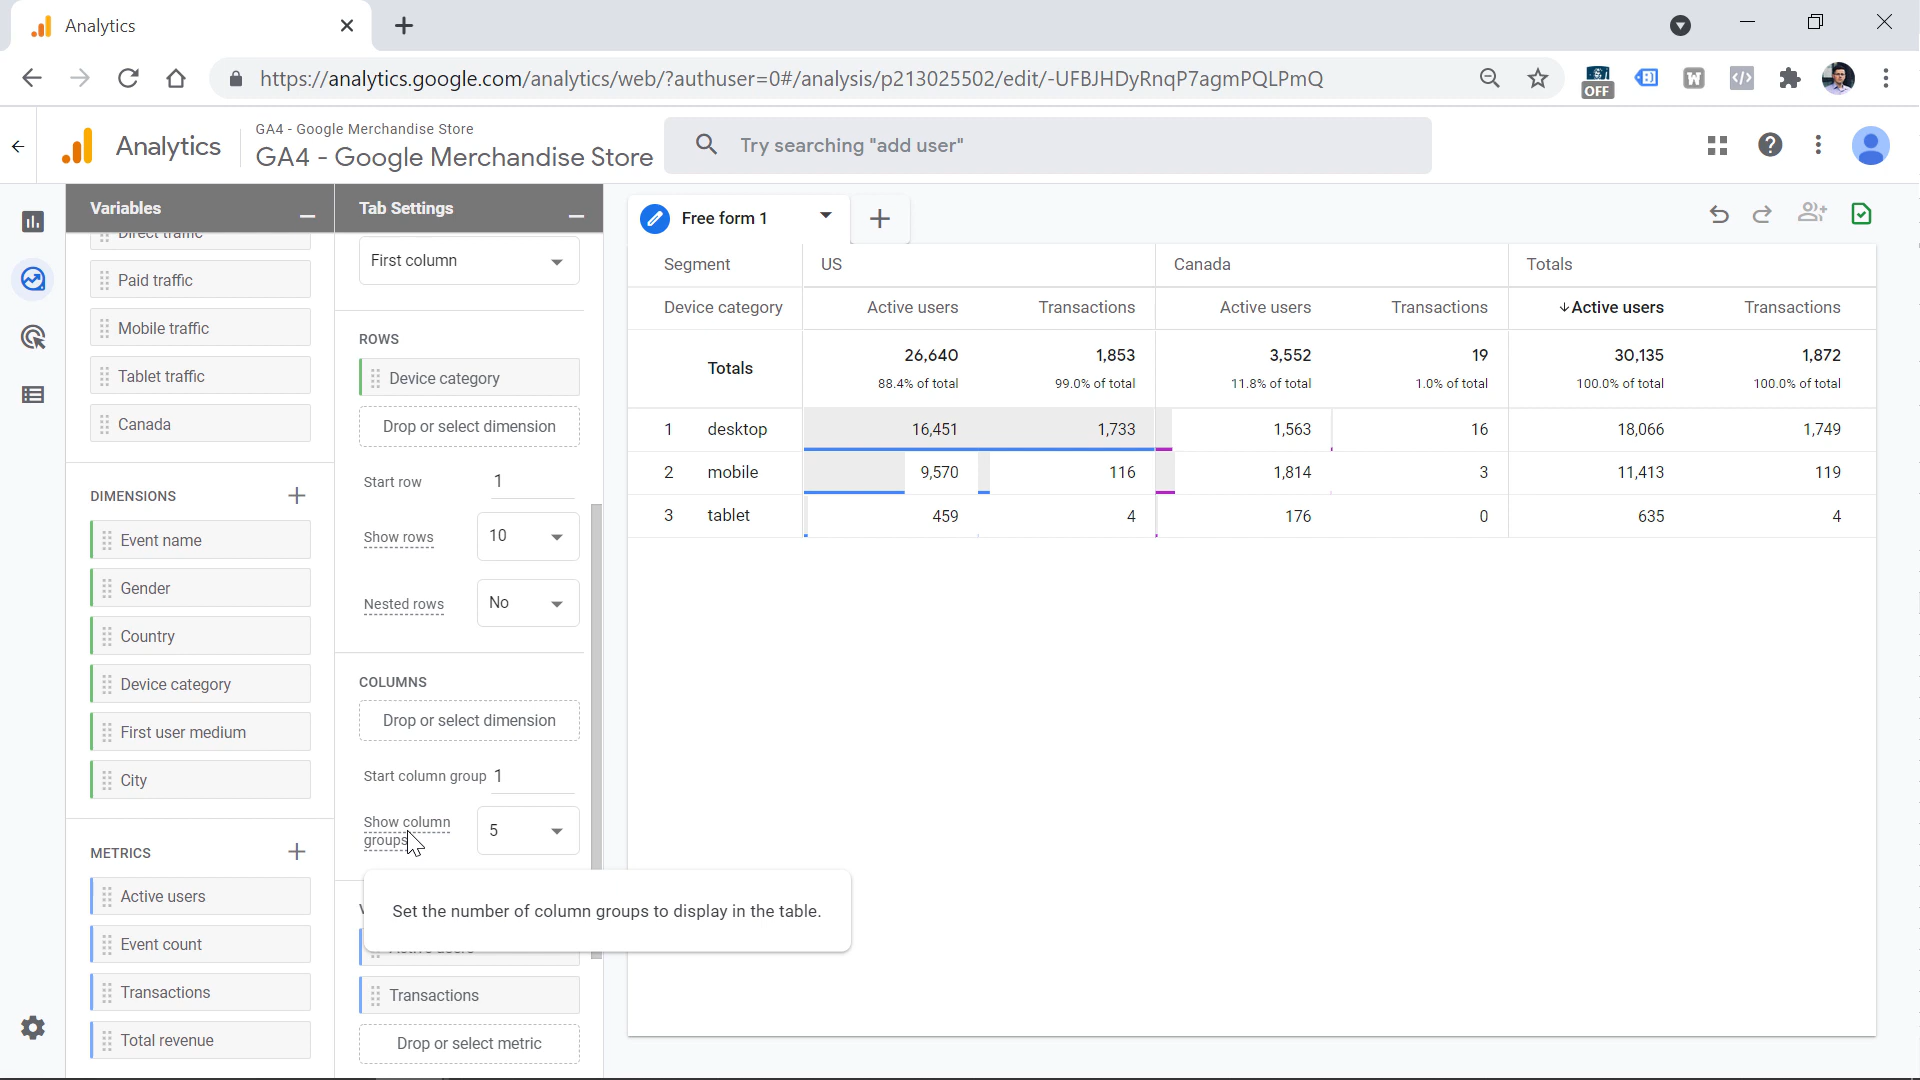 Analytics
https://analytics.google.com/analytics/web/?authuser=0#/analysis/p213025502/edit/-UFBJHDyRnqP7agmPQLPmQ
OFF
W
Analytics
GA4 - Google Merchandise Store
GA4 - Google Merchandise Store
Try searching "add user"
Variables
Direct traffic
Paid traffic
Mobile traffic
Tablet traffic
Canada
DIMENSIONS
Event name
Gender
Country
Device category
First user medium
City
METRICS
Active users
Event count
Transactions
Total revenue
Tab Settings
First column
ROWS
Device category
Drop or select dimension
Start row 1
Show rows 10
Nested rows No
COLUMNS
Drop or select dimension
Start column group 1
Show column
groups 5
Set the number of column groups to display in the table.
Transactions
Drop or select metric
Free form 1
Segment US Canada Totals
Device category Active users Transactions Active users Transactions ↓Active users Transactions
Totals 26,640 1,853 3,552 19 30,135 1,872
88.4% of total 99.0% of total 11.8% of total 1.0% of total 100.0% of total 100.0% of total
1 desktop 16,451 1,733 1,563 16 18,066 1,749
2 mobile 9,570 116 1,814 3 11,413 119
3 tablet 459 4 176 0 635 4